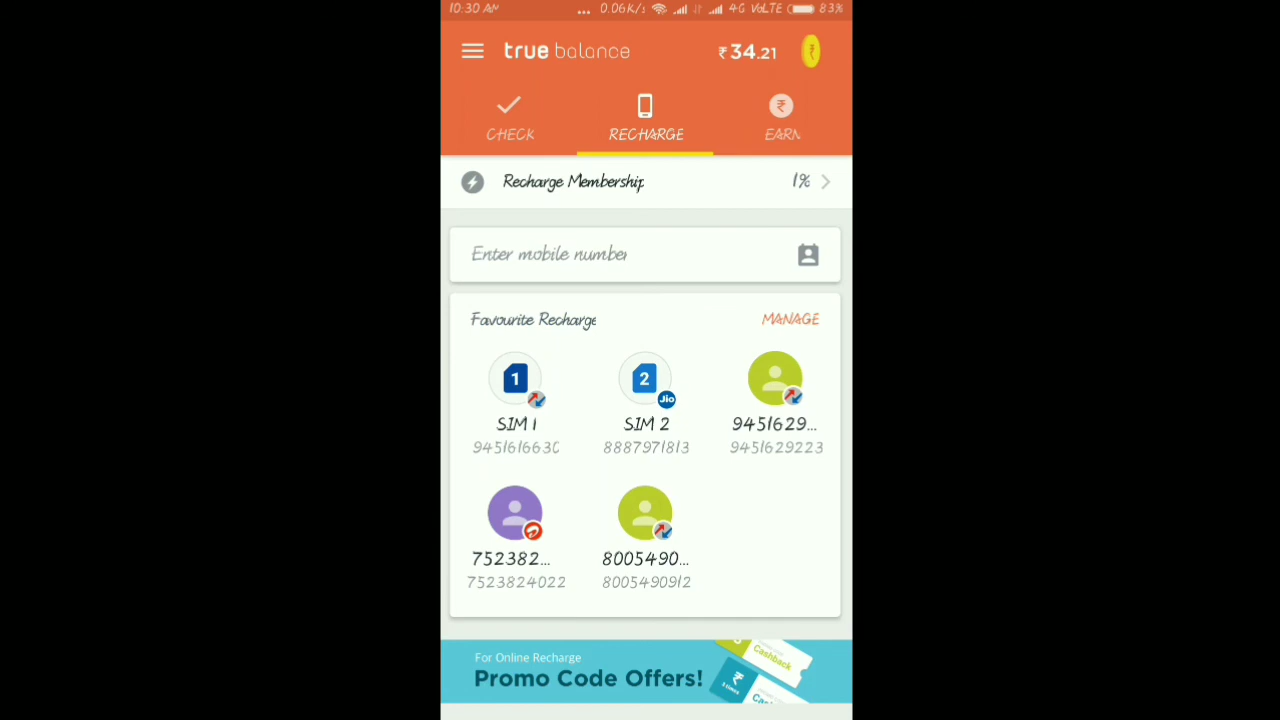 10:30 AM ... 0.06K/s 4G VoLTE 83%
true balance ₹34.21
CHECK RECHARGE EARN
Recharge Membership 1%
Enter mobile number
Favourite Recharge MANAGE
1 2
Jio
SIM 1 SIM 2 9451629...
9451616630 8887971813 9451629223
752382... 8005490...
7523824022 8005490912
For Online Recharge
Promo Code Offers!
Cashback